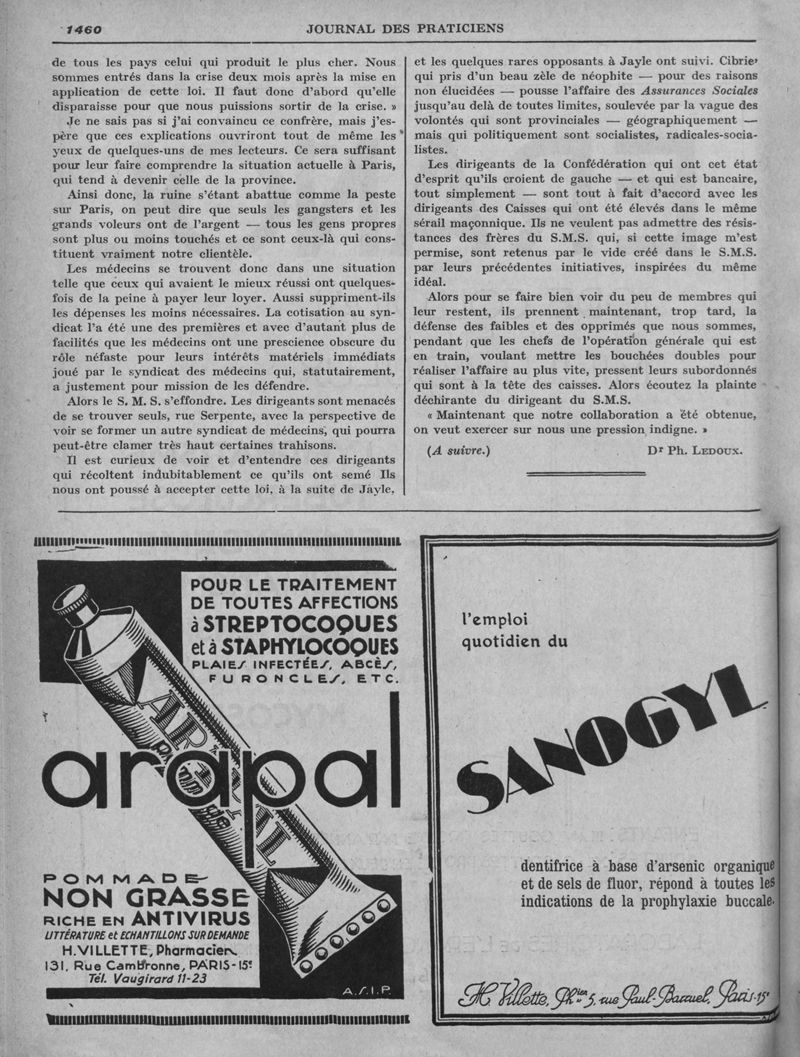 1460
JOURNAL DES PRATICIENS
de tous les pays celui qui produit le plus cher. Nous
sommes entrés dans la crise deux mois après la mise en
application de cette loi. Il faut donc d'abord qu'elle
disparaisse pour que nous puissions sortir de la crise. »
Je ne sais pas si j'ai convaincu ce confrère, mais j'es-
père que ces explications ouvriront tout de même les
yeux de quelques-uns de mes lecteurs. Ce sera suffisant
pour leur faire comprendre la situation actuelle à Paris,
qui tend à devenir celle de la province.
Ainsi donc, la ruine s'étant abattue comme la peste
sur Paris, on peut dire que seuls les gangsters et les
grands voleurs ont de l'argent — tous les gens propres
sont plus ou moins touchés et ce sont ceux-là qui cons-
tituent vraiment notre clientèle.
Les médecins se trouvent donc dans une situation
telle que ceux qui avaient le mieux réussi ont quelques-
fois de la peine à payer leur loyer. Aussi suppriment-ils
les dépenses les moins nécessaires. La cotisation au syn-
dicat l'a été une des premières et avec d'autant plus de
facilités que les médecins ont une prescience obscure du
rôle néfaste pour leurs intérêts matériels immédiats
joué par le syndicat des médecins qui, statutairement,
a justement pour mission de les défendre.
Alors le S. M. S. s'effondre. Les dirigeants sont menacés
de se trouver seuls, rue Serpente, avec la perspective de
voir se former un autre syndicat de médecins, qui pourra
peut-être clamer très haut certaines trahisons.
Il est curieux de voir et d'entendre ces dirigeants
qui récoltent indubitablement ce qu'ils ont semé Ils
nous ont poussé à accepter cette loi, à la suite de Jayle,
et les quelques rares opposants à Jayle ont suivi. Cibrie
qui pris d'un beau zèle de néophite — pour des raisons
non élucidées — pousse l'affaire des Assurances Sociales
jusqu'au delà de toutes limites, soulevée par la vague des
volontés qui sont provinciales — géographiquement —
mais qui politiquement sont socialistes, radicales-socia-
listes.
Les dirigeants de la Confédération qui ont cet état
d'esprit qu'ils croient de gauche — et qui est bancaire,
tout simplement — sont tout à fait d'accord avec les
dirigeants des Caisses qui ont été élevés dans le même
sérail maçonnique. Ils ne veulent pas admettre des résis-
tances des frères du S.M.S. qui, si cette image m'est
permise, sont retenus par le vide créé dans le S.M.S.
par leurs précédentes initiatives, inspirées du même
idéal.
Alors pour se faire bien voir du peu de membres qui
leur restent, ils prennent maintenant, trop tard, la
défense des faibles et des opprimés que nous sommes,
pendant que les chefs de l'opération générale qui est
en train, voulant mettre les bouchées doubles pour
réaliser l'affaire au plus vite, pressent leurs subordonnés
qui sont à la tête des caisses. Alors écoutez la plainte
déchirante du dirigeant du S.M.S.
« Maintenant que notre collaboration a été obtenue,
on veut exercer sur nous une pression indigne. »
(A suivre.) Dr Ph. LEDOUX.
POUR LE TRAITEMENT
DE TOUTES AFFECTIONS
à STREPTOCOQUES
et à STAPHYLOCOQUES
PLAIES INFECTÉES, ABCÈS,
FURONCLES, ETC.
arapal
POMMADE
NON GRASSE
RICHE EN ANTIVIRUS
LITTÉRATURE et ECHANTILLONS SUR DEMANDE
H. VILLETTE, Pharmacien
131, Rue Cambronne, PARIS-15e
Tél. Vaugirard 11-23
A.S.I.P.
l'emploi
quotidien du
SANOGYL
dentifrice à base d'arsenic organique
et de sels de fluor, répond à toutes les
indications de la prophylaxie buccale.
H. Villette, Phien, 5, rue Paul-Barruel, Paris-15e